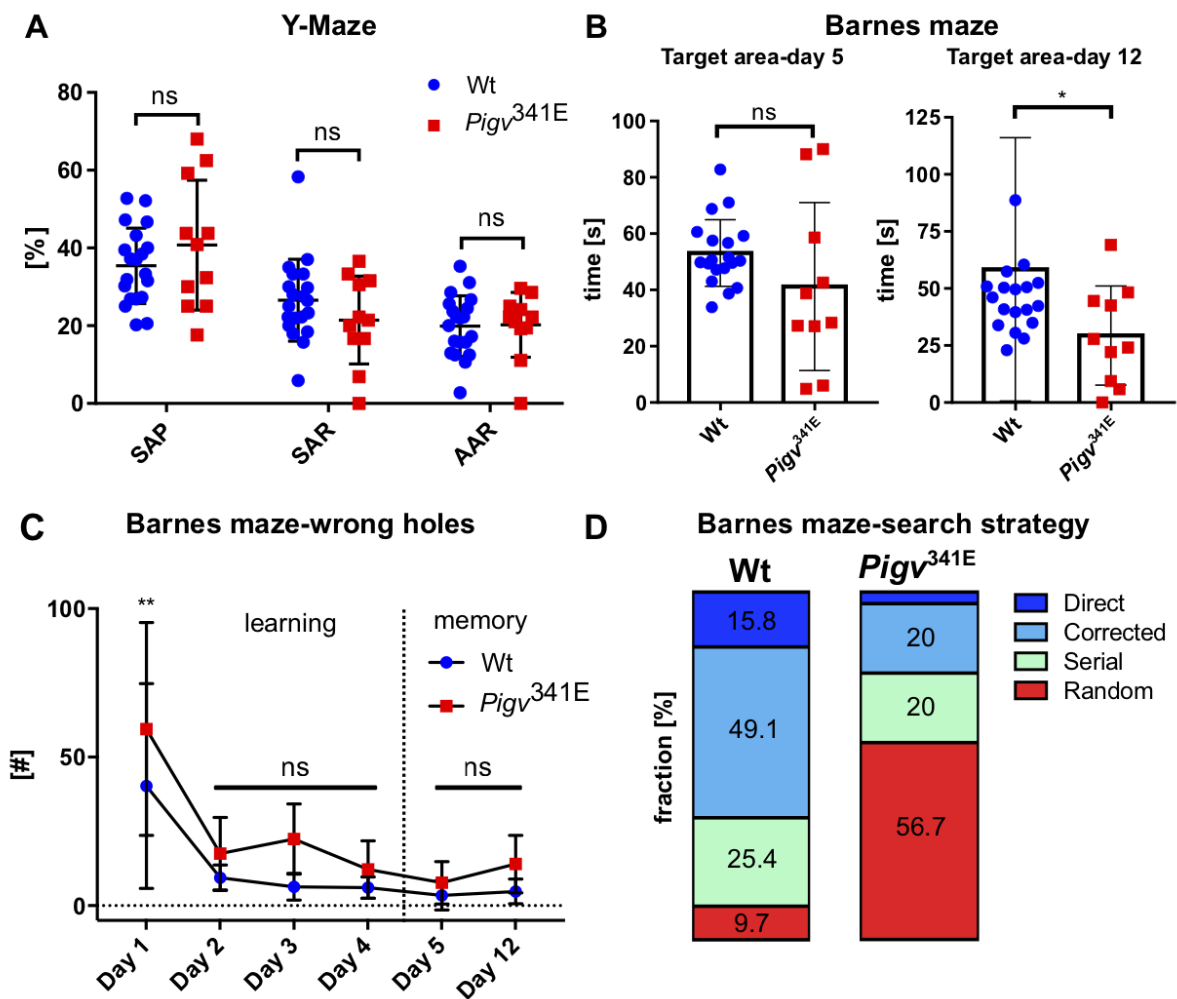 A
Y-Maze
[%]
80
60
40
20
0
ns
ns
ns
Wt
Pigv341E
SAP
SAR
AAR
B
Barnes maze
Target area-day 5
time [s]
100
80
60
40
20
0
ns
Wt
Pigv341E
Target area-day 12
time [s]
125
100
75
50
25
0
*
Wt
Pigv341E
C
Barnes maze-wrong holes
[#]
100
50
0
**
learning
memory
Wt
Pigv341E
ns
ns
Day 1
Day 2
Day 3
Day 4
Day 5
Day 12
D
Barnes maze-search strategy
Wt
Pigv341E
fraction [%]
15.8
49.1
25.4
9.7
20
20
56.7
Direct
Corrected
Serial
Random